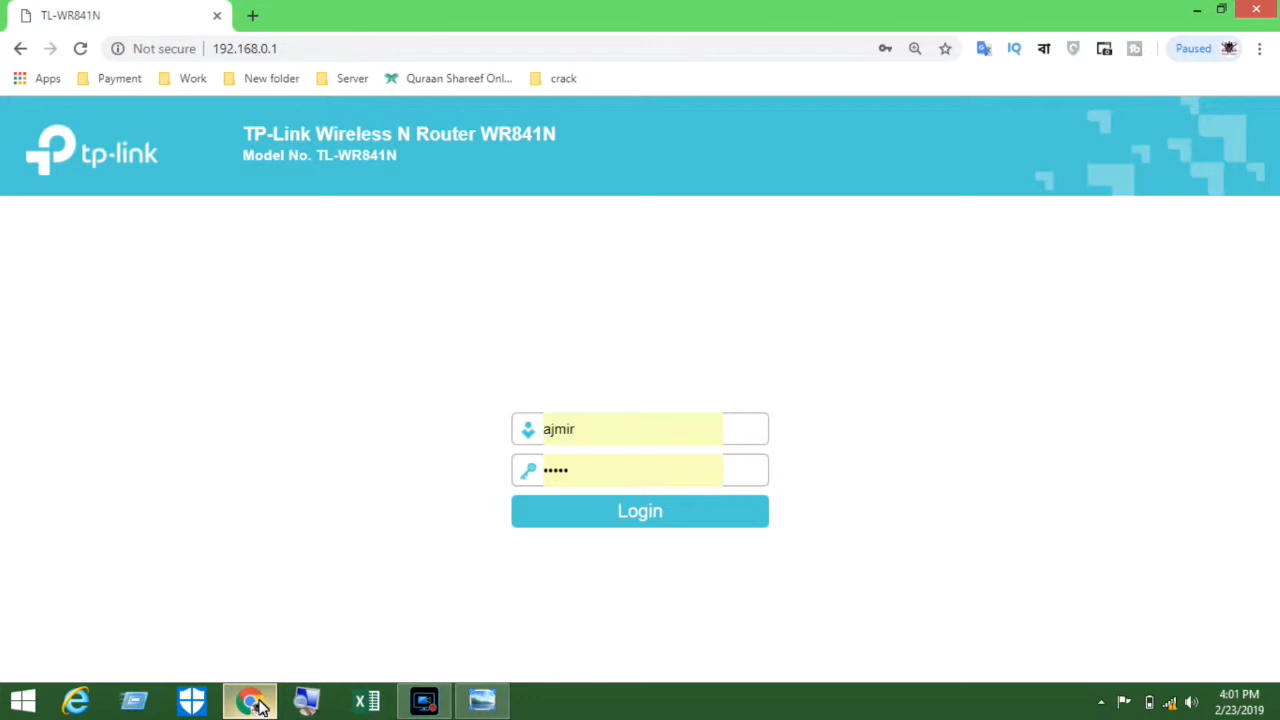 TL-WR841N
Not secure
192.168.0.1
IQ
বা
Paused
Apps
Payment
Work
New folder
Server
Quraan Shareef Onl...
crack
tp-link
TP-Link Wireless N Router WR841N
Model No. TL-WR841N
ajmir
•••••
Login
4:01 PM
2/23/2019